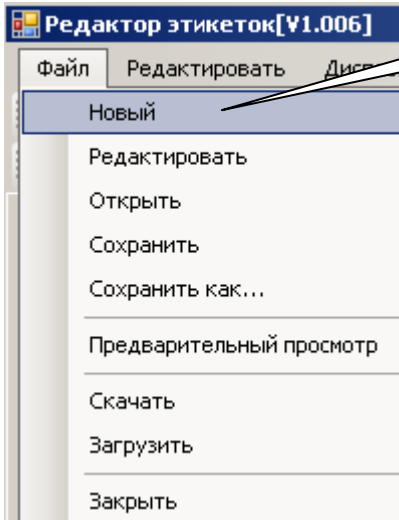 Редактор этикеток[V1.006]
Файл Редактировать
Новый
Редактировать
Открыть
Сохранить
Сохранить как...
Предварительный просмотр
Скачать
Загрузить
Закрыть